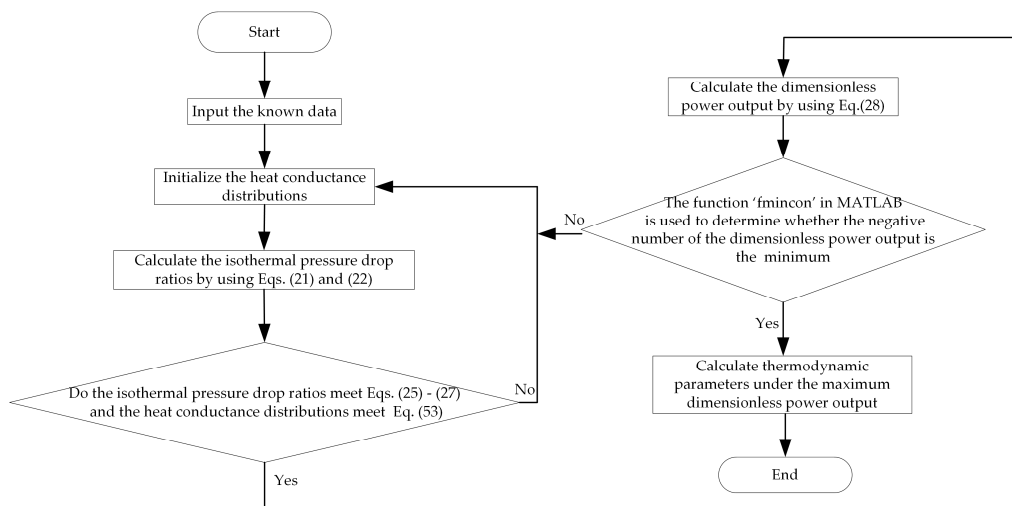 Start
Input the known data
Initialize the heat conductance
distributions
Calculate the isothermal pressure drop
ratios by using Eqs. (21) and (22)
Do the isothermal pressure drop ratios meet Eqs. (25) - (27)
and the heat conductance distributions meet Eq. (53)
No
Yes
Calculate the dimensionless
power output by using Eq.(28)
The function ‘fmincon’ in MATLAB
is used to determine whether the negative
number of the dimensionless power output is
the minimum
No
Yes
Calculate thermodynamic
parameters under the maximum
dimensionless power output
End